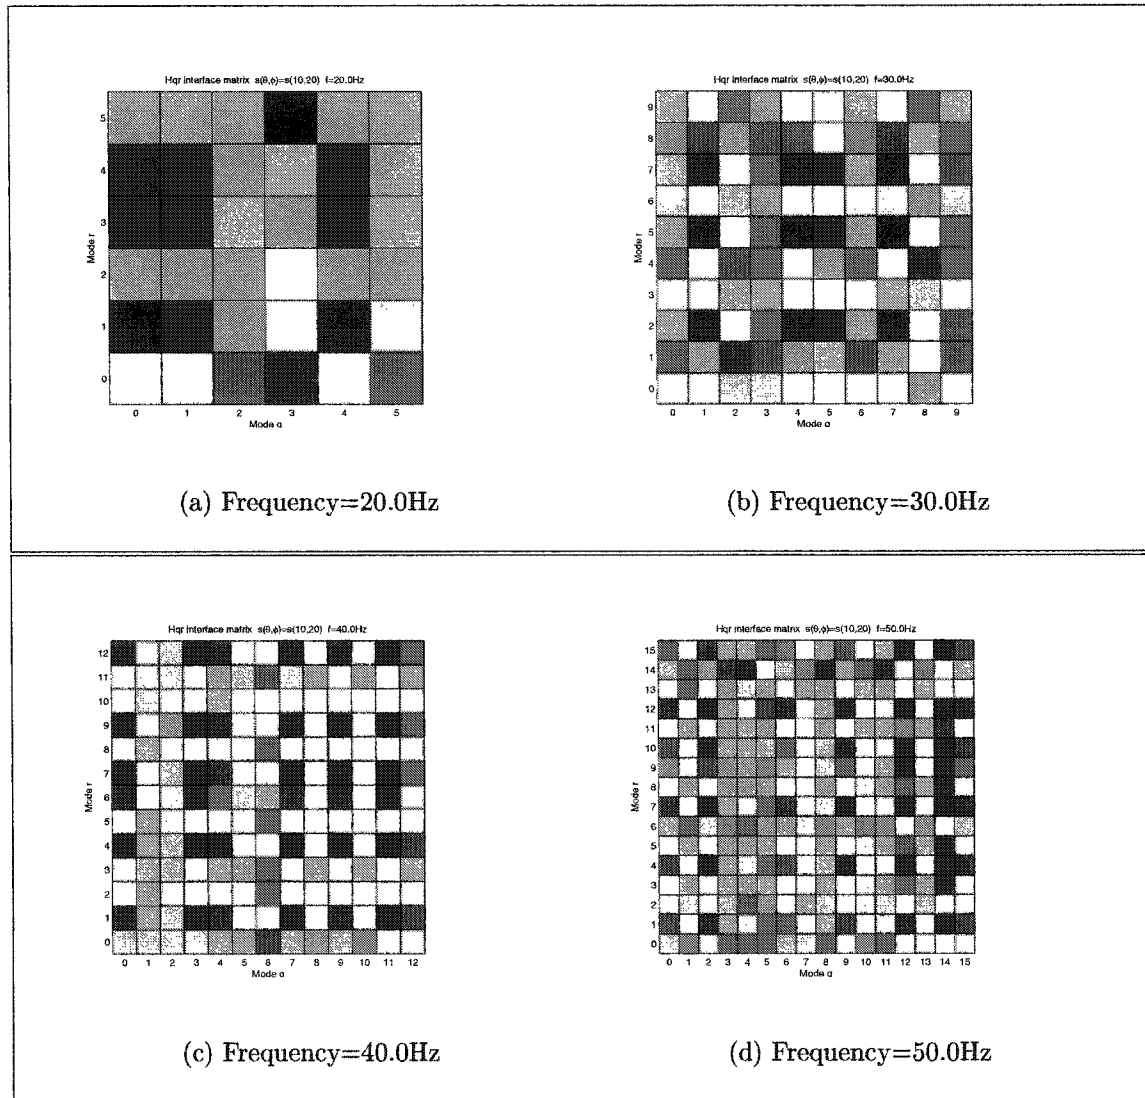 Hqr interface matrix s(θ,ϕ)=s(10,20) f=20.0Hz
5
4
3
2
1
0
Mode r
0 1 2 3 4 5
Mode q
(a) Frequency=20.0Hz
Hqr interface matrix s(θ,ϕ)=s(10,20) f=30.0Hz
9
8
7
6
5
4
3
2
1
0
Mode r
0 1 2 3 4 5 6 7 8 9
Mode q
(b) Frequency=30.0Hz
Hqr interface matrix s(θ,ϕ)=s(10,20) f=40.0Hz
12
11
10
9
8
7
6
5
4
3
2
1
0
Mode r
0 1 2 3 4 5 6 7 8 9 10 11 12
Mode q
(c) Frequency=40.0Hz
Hqr interface matrix s(θ,ϕ)=s(10,20) f=50.0Hz
15
14
13
12
11
10
9
8
7
6
5
4
3
2
1
0
Mode r
0 1 2 3 4 5 6 7 8 9 10 11 12 13 14 15
Mode q
(d) Frequency=50.0Hz